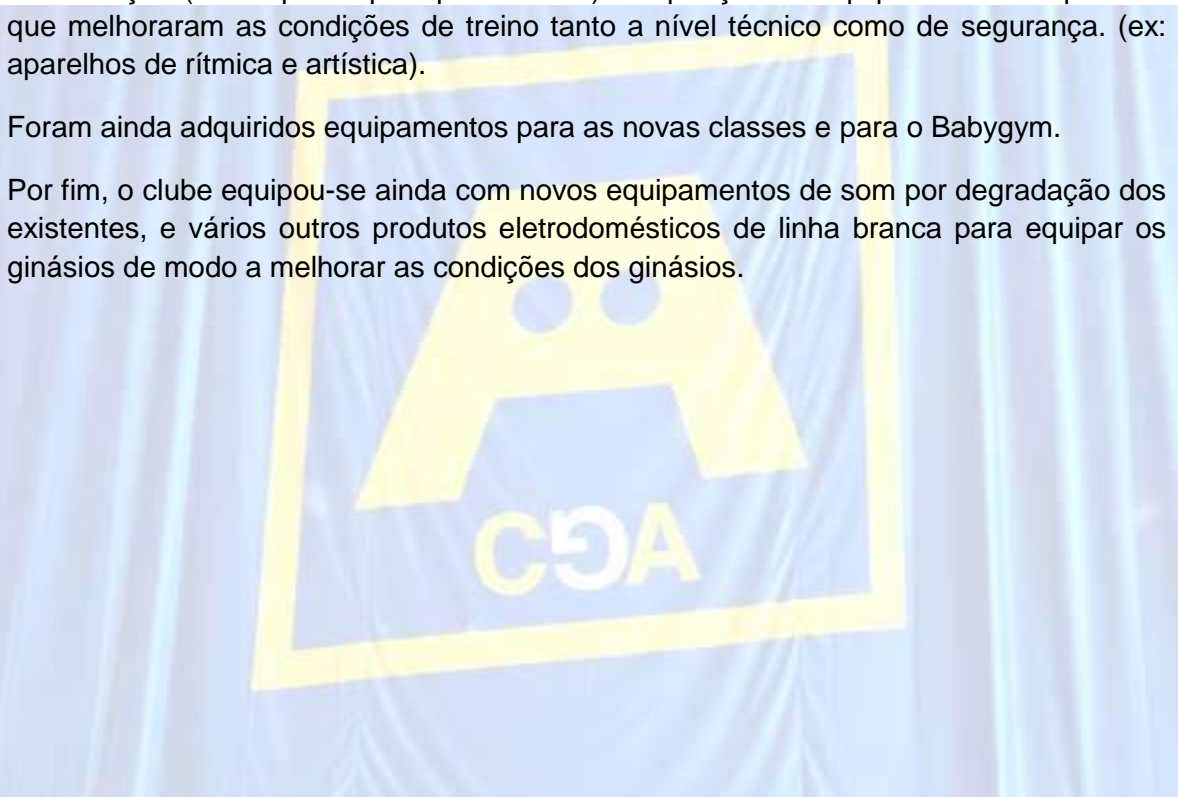 que melhoraram as condições de treino tanto a nível técnico como de segurança. (ex:
aparelhos de rítmica e artística).
Foram ainda adquiridos equipamentos para as novas classes e para o Babygym.
Por fim, o clube equipou-se ainda com novos equipamentos de som por degradação dos
existentes, e vários outros produtos eletrodomésticos de linha branca para equipar os
ginásios de modo a melhorar as condições dos ginásios.
CGA